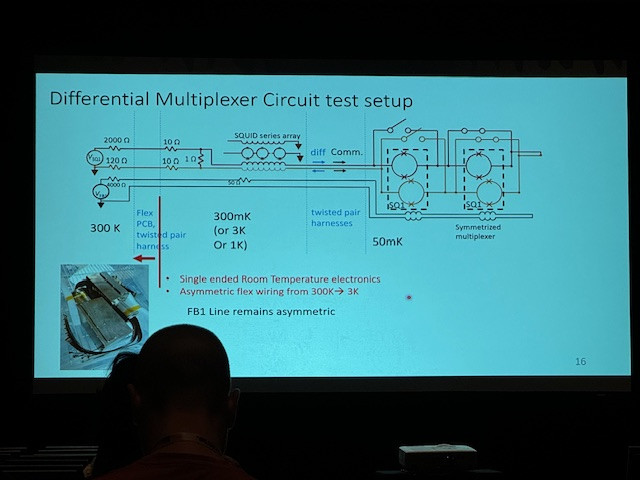 Differential Multiplexer Circuit test setup
SQUID series array
2000 Ω
10 Ω
1 Ω
diff Comm.
120 Ω
10 Ω
50 Ω
SQ1
SQ1
Flex
PCB,
twisted pair
harness
300 K
300mK
(or 3K
Or 1K)
twisted pair
harnesses
50mK
Symmetrized
multiplexer
• Single ended Room Temperature electronics
• Asymmetric flex wiring from 300K→ 3K
FB1 Line remains asymmetric
16